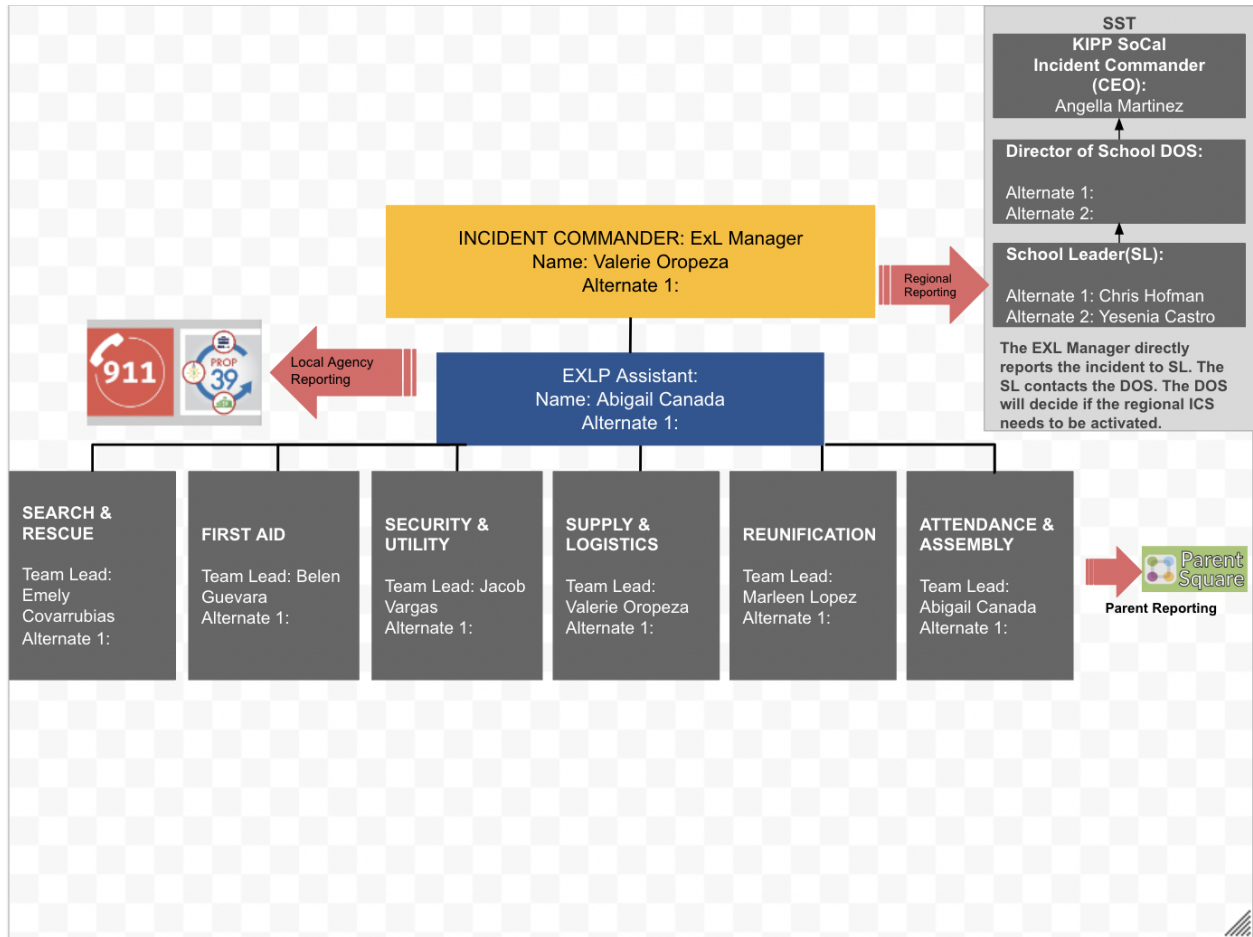 SST
KIPP SoCal
Incident Commander
(CEO):
Angella Martinez
Director of School DOS:
Alternate 1:
Alternate 2:
School Leader(SL):
Alternate 1: Chris Hofman
Alternate 2: Yesenia Castro
The EXL Manager directly
reports the incident to SL. The
SL contacts the DOS. The DOS
will decide if the regional ICS
needs to be activated.
INCIDENT COMMANDER: ExL Manager
Name: Valerie Oropeza
Alternate 1:
Regional
Reporting
911
PROP
39
Local Agency
Reporting
EXLP Assistant:
Name: Abigail Canada
Alternate 1:
SEARCH &
RESCUE
Team Lead:
Emely
Covarrubias
Alternate 1:
FIRST AID
Team Lead: Belen
Guevara
Alternate 1:
SECURITY &
UTILITY
Team Lead: Jacob
Vargas
Alternate 1:
SUPPLY &
LOGISTICS
Team Lead:
Valerie Oropeza
Alternate 1:
REUNIFICATION
Team Lead:
Marleen Lopez
Alternate 1:
ATTENDANCE &
ASSEMBLY
Team Lead:
Abigail Canada
Alternate 1:
Parent
Square
Parent Reporting